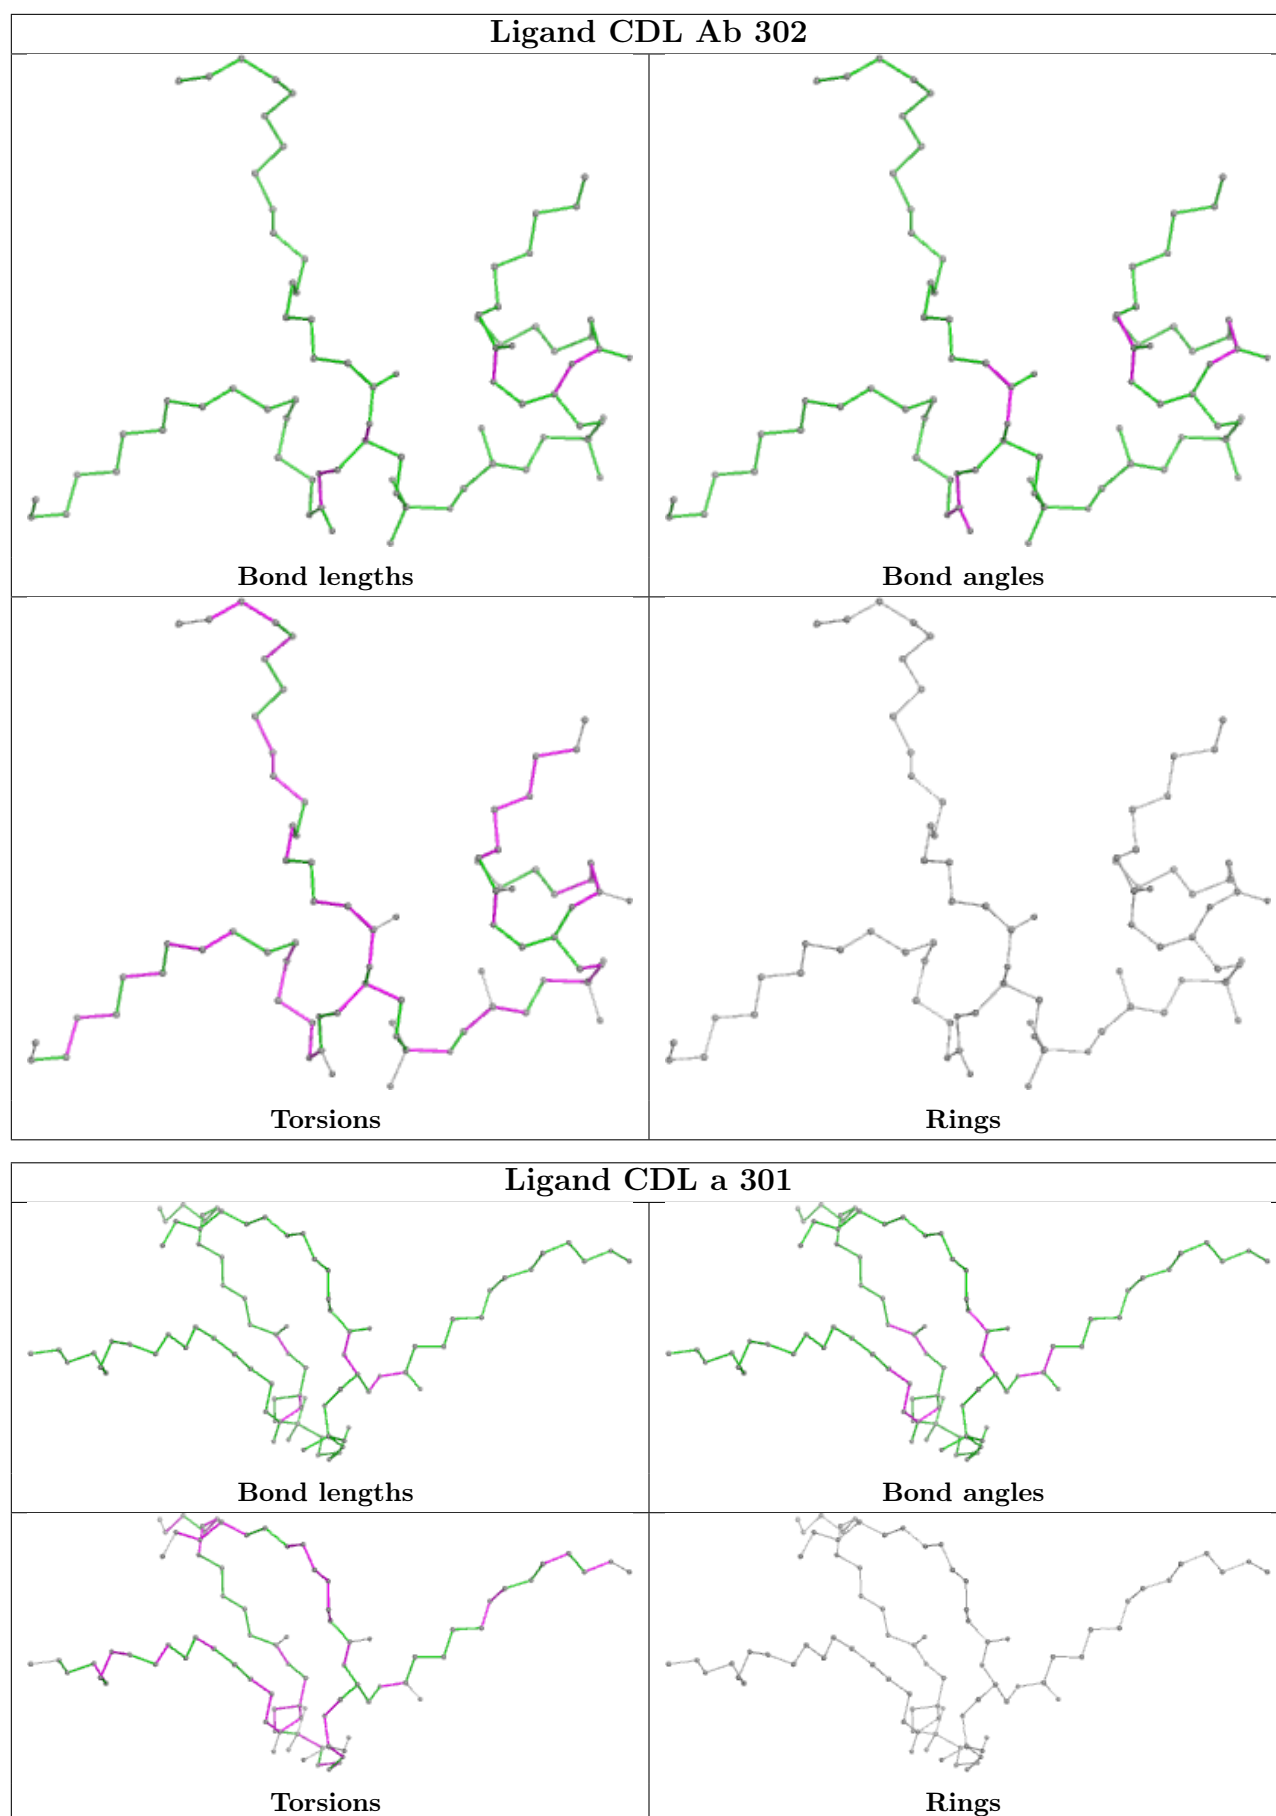 Ligand CDL Ab 302
Bond lengths
Bond angles
Torsions
Rings
Ligand CDL a 301
Bond lengths
Bond angles
Torsions
Rings